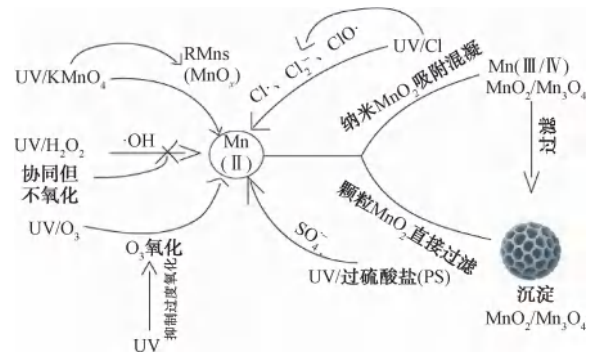 UV/KMnO₄
RMns
(MnOₓ)
Cl·、Cl₂⁻、ClO·
UV/Cl
纳米MnO₂吸附混凝
Mn(Ⅲ/Ⅳ)
MnO₂/Mn₃O₄
过滤
UV/H₂O₂
·OH
协同但
不氧化
Mn
(Ⅱ)
UV/O₃
O₃氧化
抑制过度氧化
UV
SO₄⁻·
UV/过硫酸盐(PS)
颗粒MnO₂直接过滤
沉淀
MnO₂/Mn₃O₄